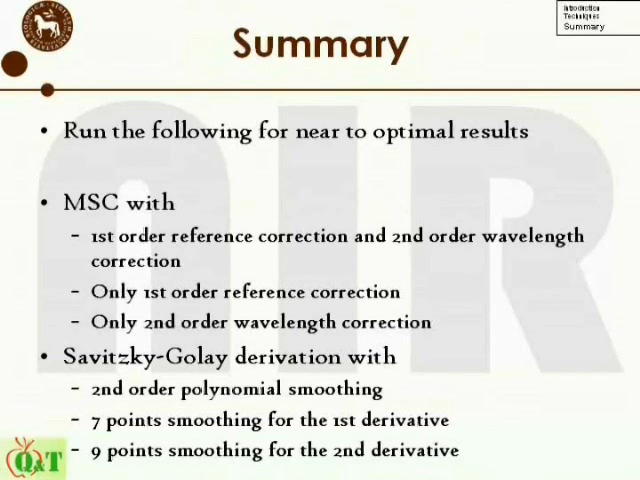 Introduction
Techniques
Summary
Summary
• Run the following for near to optimal results
• MSC with
- 1st order reference correction and 2nd order wavelength
correction
- Only 1st order reference correction
- Only 2nd order wavelength correction
• Savitzky-Golay derivation with
- 2nd order polynomial smoothing
- 7 points smoothing for the 1st derivative
- 9 points smoothing for the 2nd derivative
Q&T
NIR